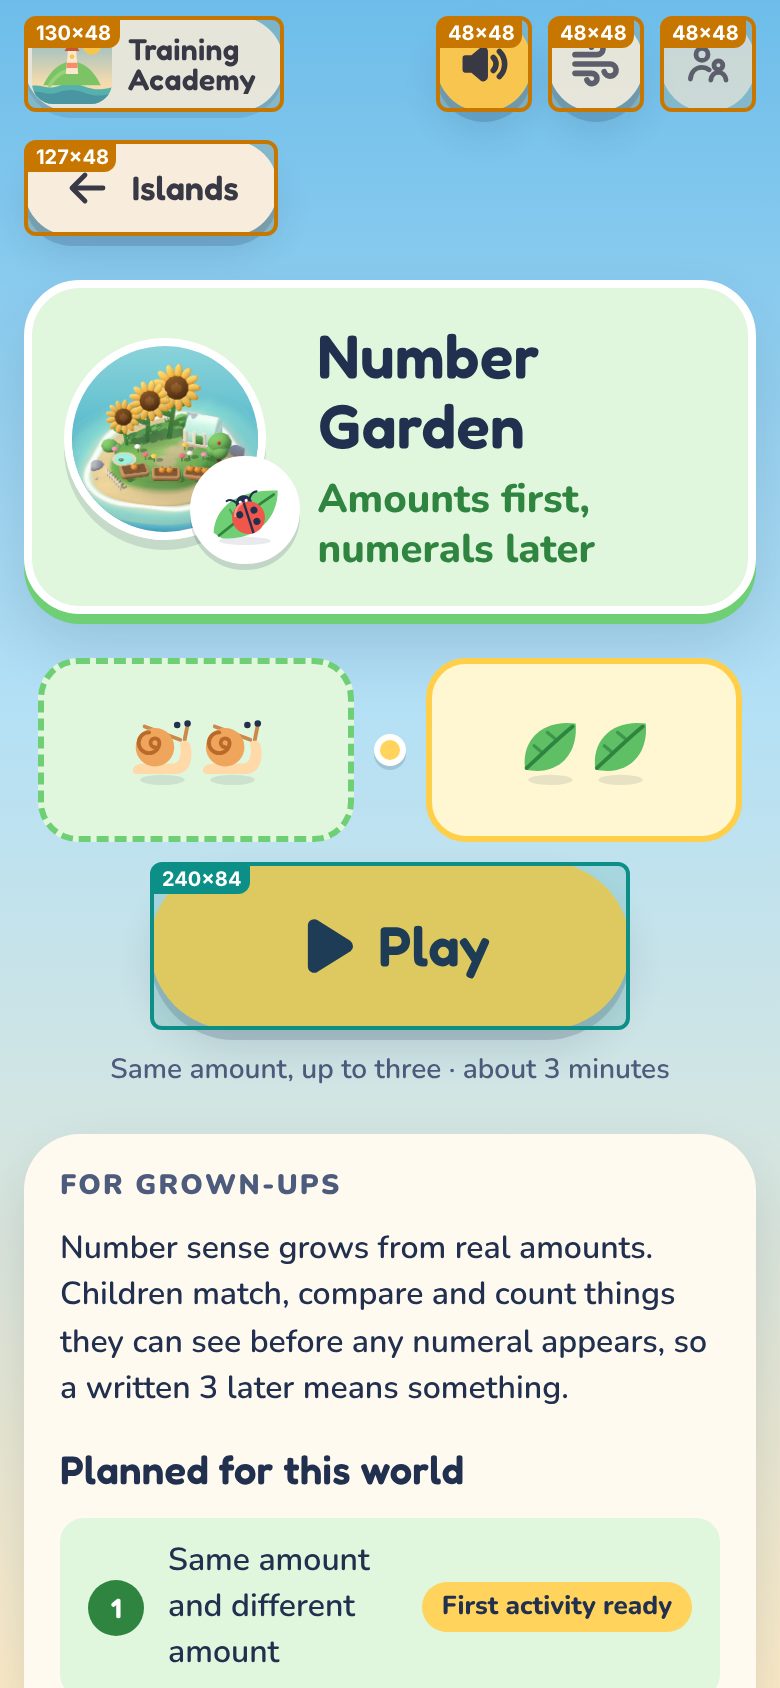 130×48
Training
Academy
48×48
48×48
48×48
127×48
Islands
Number
Garden
Amounts first,
numerals later
240×84
Play
Same amount, up to three · about 3 minutes
FOR GROWN-UPS
Number sense grows from real amounts.
Children match, compare and count things
they can see before any numeral appears, so
a written 3 later means something.
Planned for this world
1
Same amount
and different
amount
First activity ready